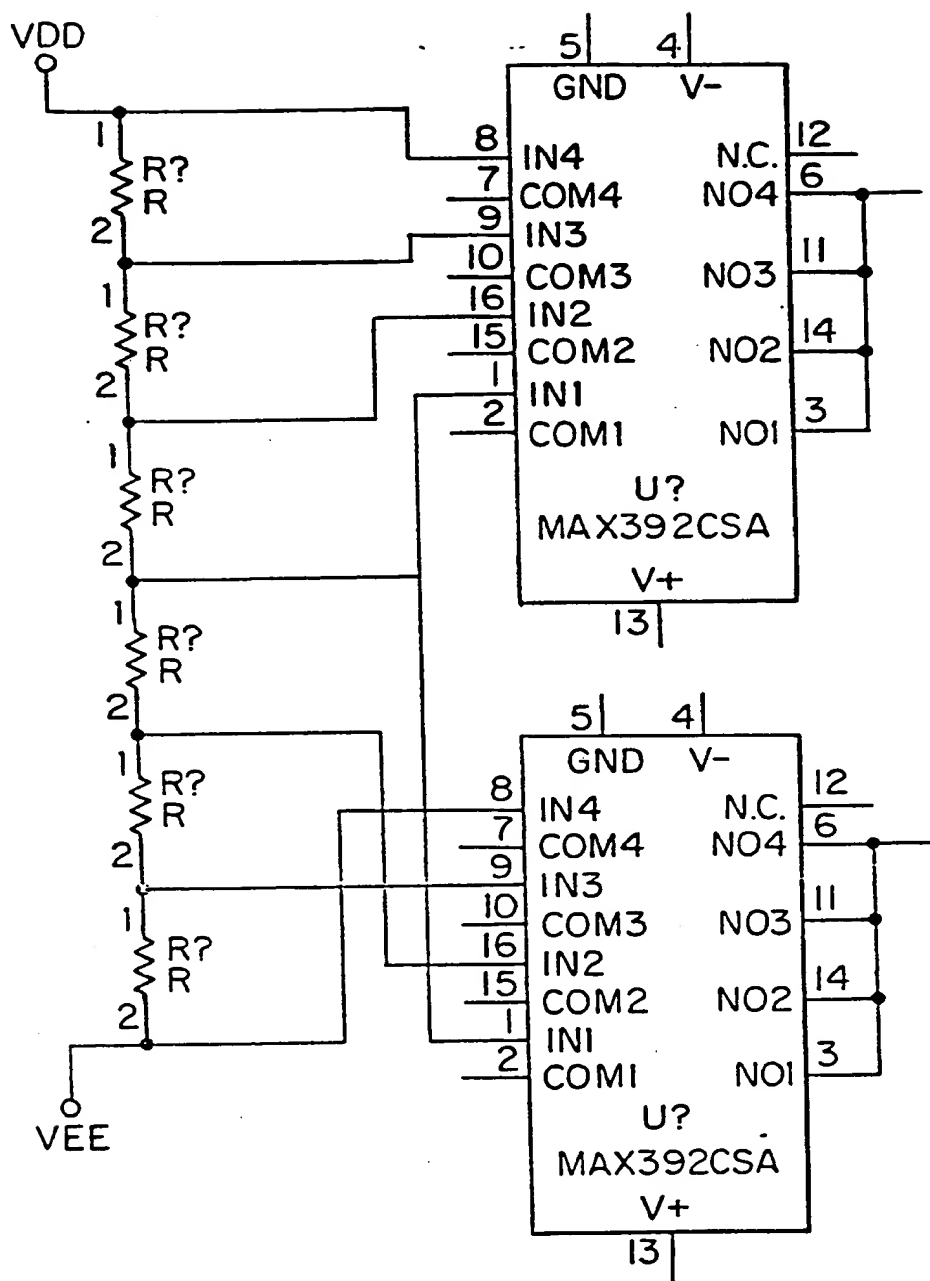 VDD
1
R?
R
2
1
R?
R
2
1
R?
R
2
1
R?
R
2
1
R?
R
2
1
R?
R
2
VEE
5 4
GND V-
8 IN4
7 COM4
9 IN3
10 COM3
16 IN2
15 COM2
1 IN1
2 COM1
N.C. 12
NO4 6
NO3 11
NO2 14
NO1 3
U?
MAX392CSA
V+
13
5 4
GND V-
8 IN4
7 COM4
9 IN3
10 COM3
16 IN2
15 COM2
1 IN1
2 COM1
N.C. 12
NO4 6
NO3 11
NO2 14
NO1 3
U?
MAX392CSA
V+
13